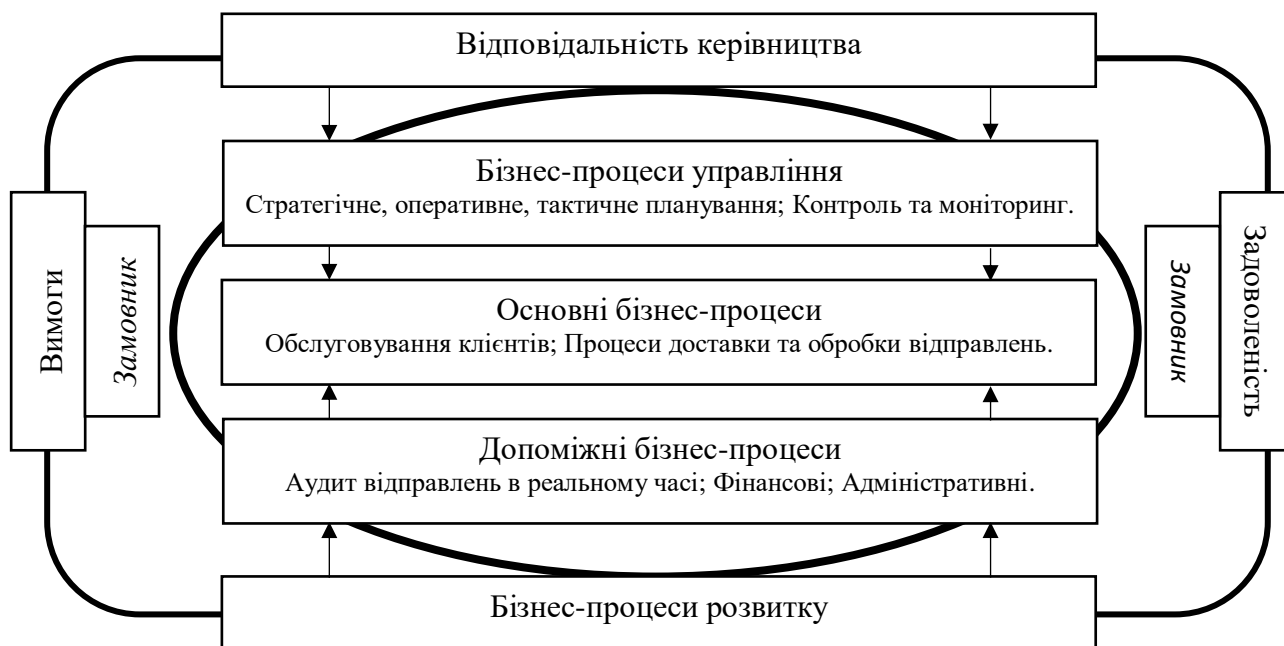 Відповідальність керівництва
Бізнес-процеси управління
Стратегічне, оперативне, тактичне планування; Контроль та моніторинг.
Вимоги
Замовник
Основні бізнес-процеси
Обслуговування клієнтів; Процеси доставки та обробки відправлень.
Замовник
Задоволеність
Допоміжні бізнес-процеси
Аудит відправлень в реальному часі; Фінансові; Адміністративні.
Бізнес-процеси розвитку